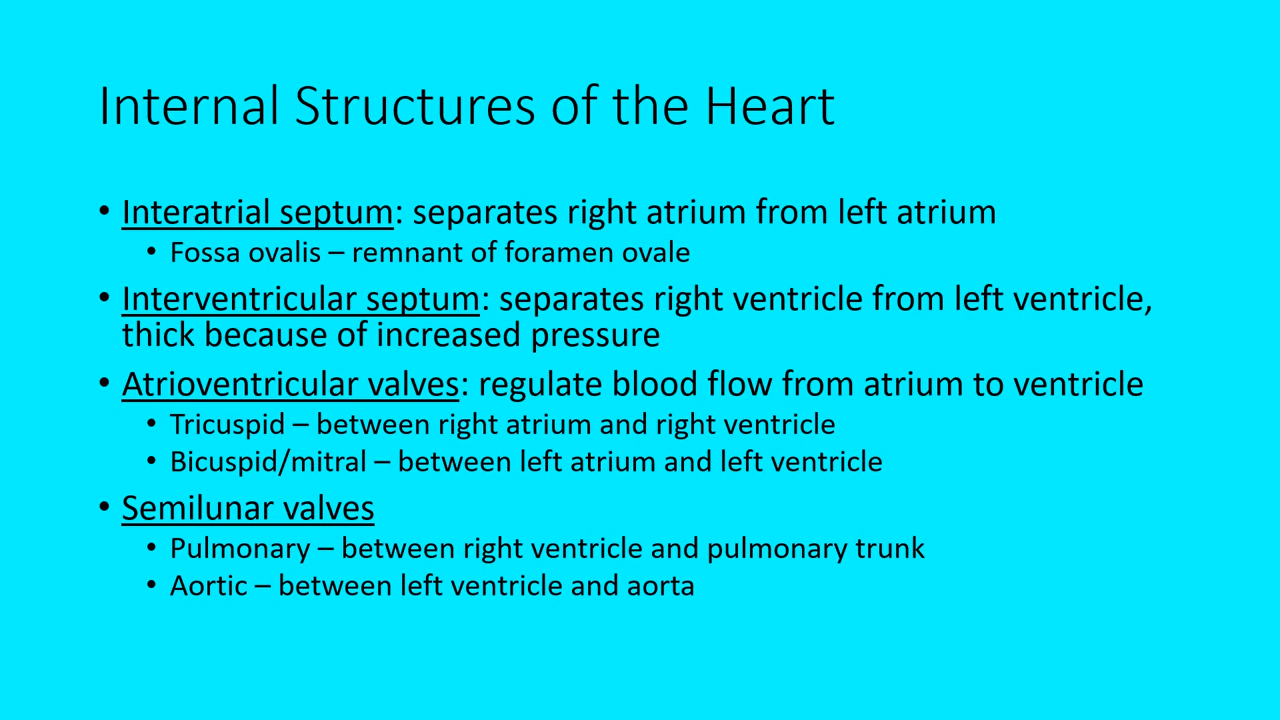 Internal Structures of the Heart
• Interatrial septum: separates right atrium from left atrium
• Fossa ovalis – remnant of foramen ovale
• Interventricular septum: separates right ventricle from left ventricle,
thick because of increased pressure
• Atrioventricular valves: regulate blood flow from atrium to ventricle
• Tricuspid – between right atrium and right ventricle
• Bicuspid/mitral – between left atrium and left ventricle
• Semilunar valves
• Pulmonary – between right ventricle and pulmonary trunk
• Aortic – between left ventricle and aorta